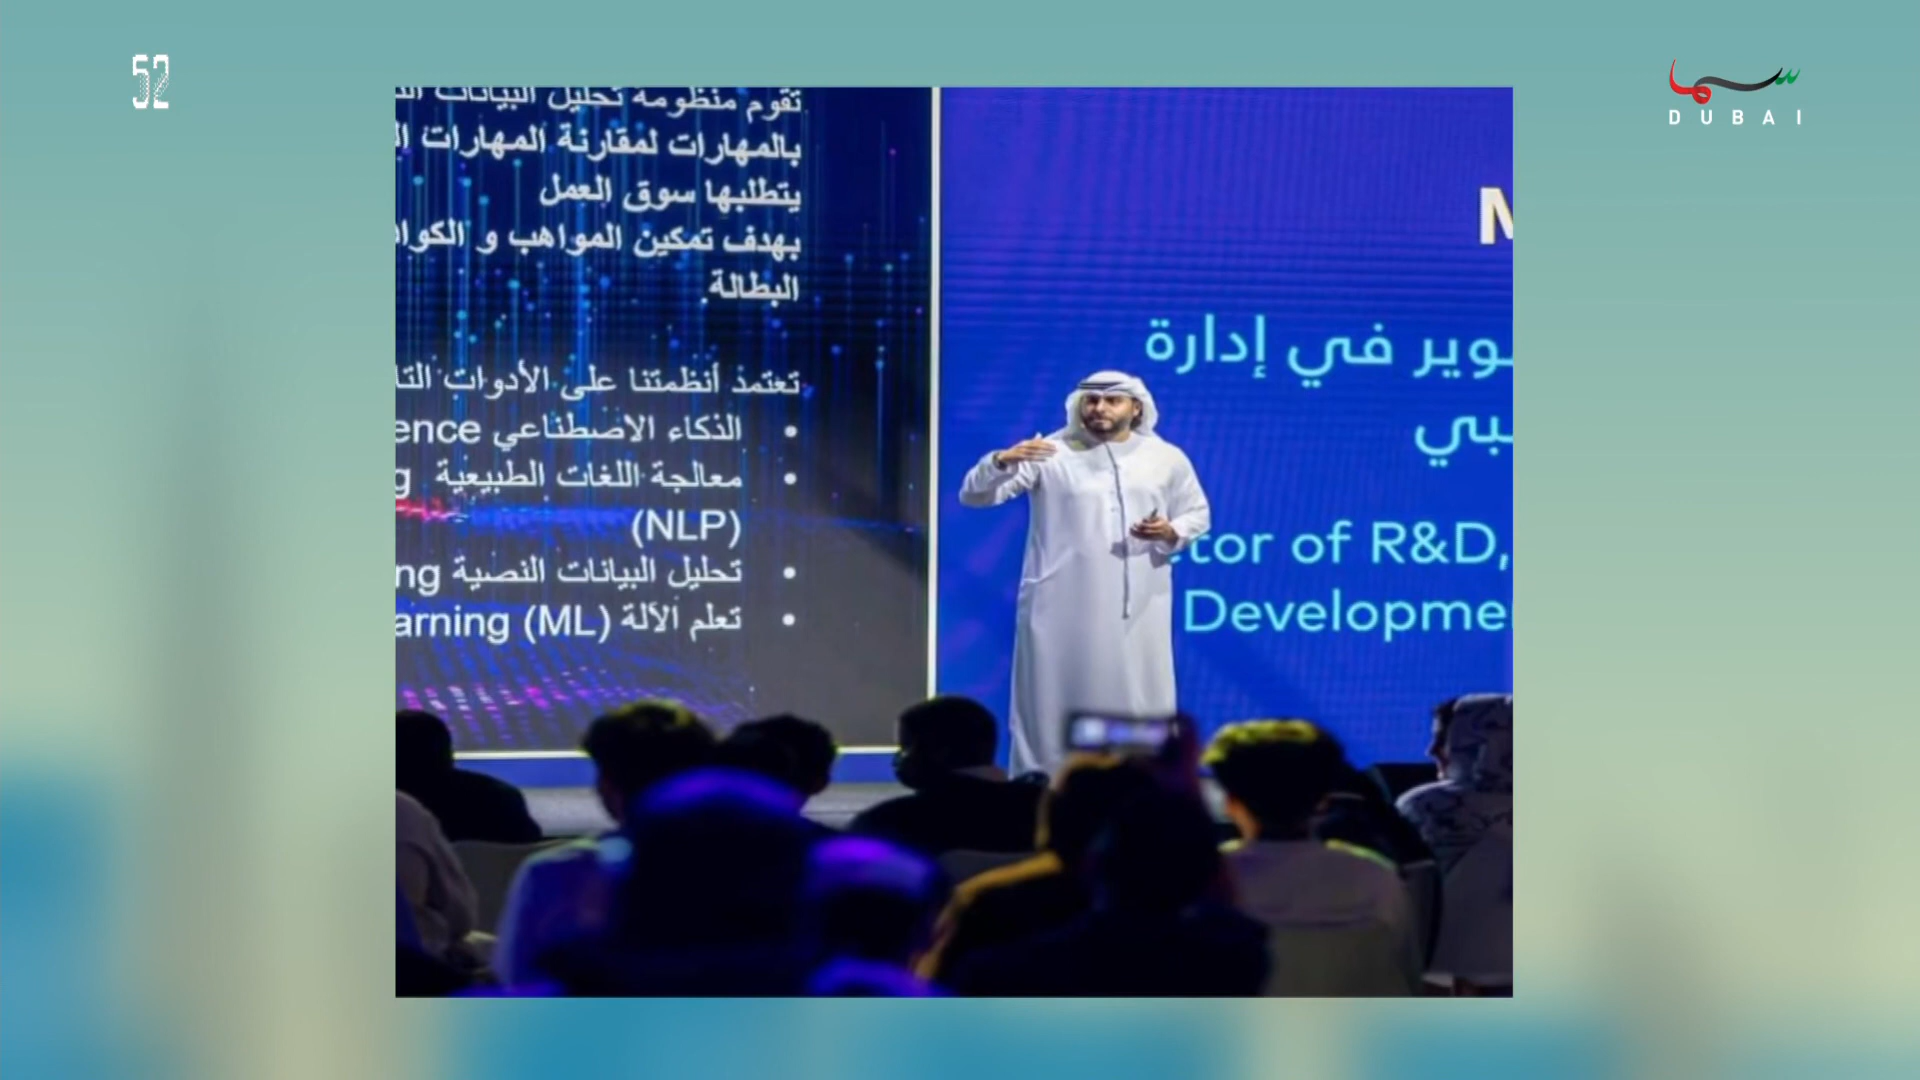 52
سما
DUBAI
تقوم منظومة تحليل البيانات
بالمهارات لمقارنة المهارات
يتطلبها سوق العمل
بهدف تمكين المواهب و
البطالة.
تعتمد أنظمتنا على الأدوات
الذكاء الاصطناعي ence
معالجة اللغات الطبيعية g
(NLP)
تحليل البيانات النصية ng
تعلم الآلة arning (ML)
M
وير في إدارة
بي
tor of R&D,
Developme